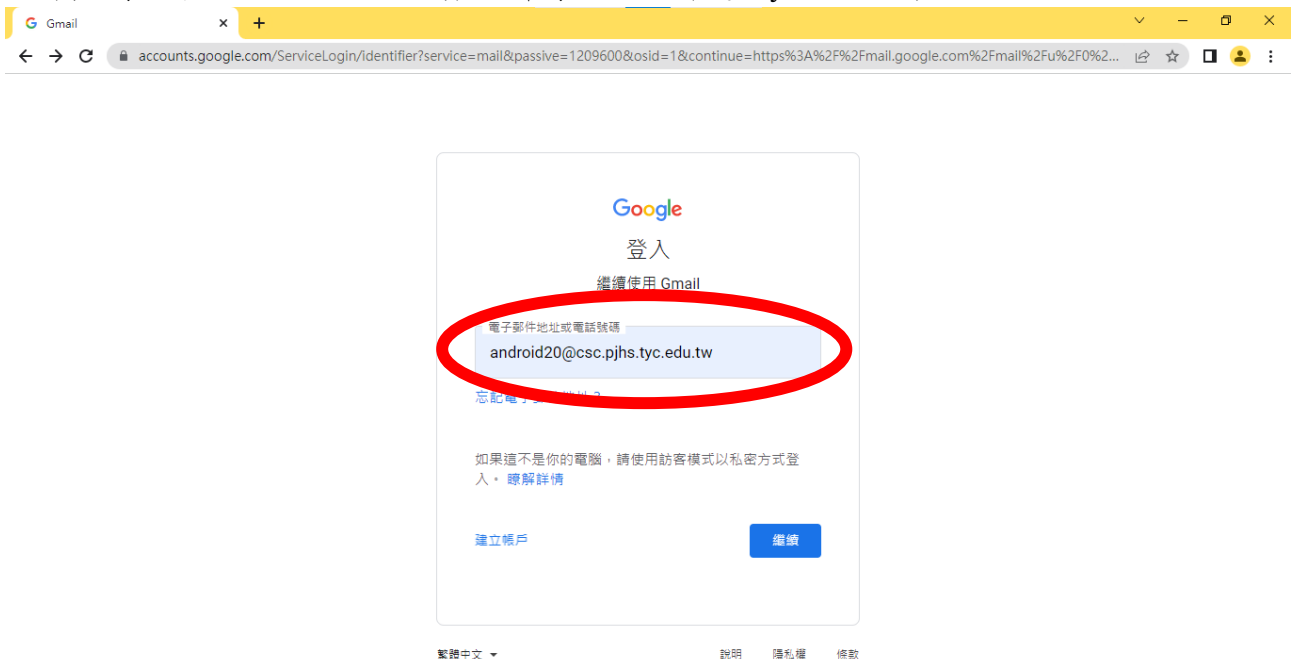 Gmail
accounts.google.com/ServiceLogin/identifier?service=mail&passive=1209600&osid=1&continue=https%3A%2F%2Fmail.google.com%2Fmail%2Fu%2F0%2...
Google
登入
繼續使用 Gmail
電子郵件地址或電話號碼
android20@csc.pjhs.tyc.edu.tw
忘記電子
如果這不是你的電腦，請使用訪客模式以私密方式登
入。瞭解詳情
建立帳戶
繼續
繁體中文
說明 隱私權 條款